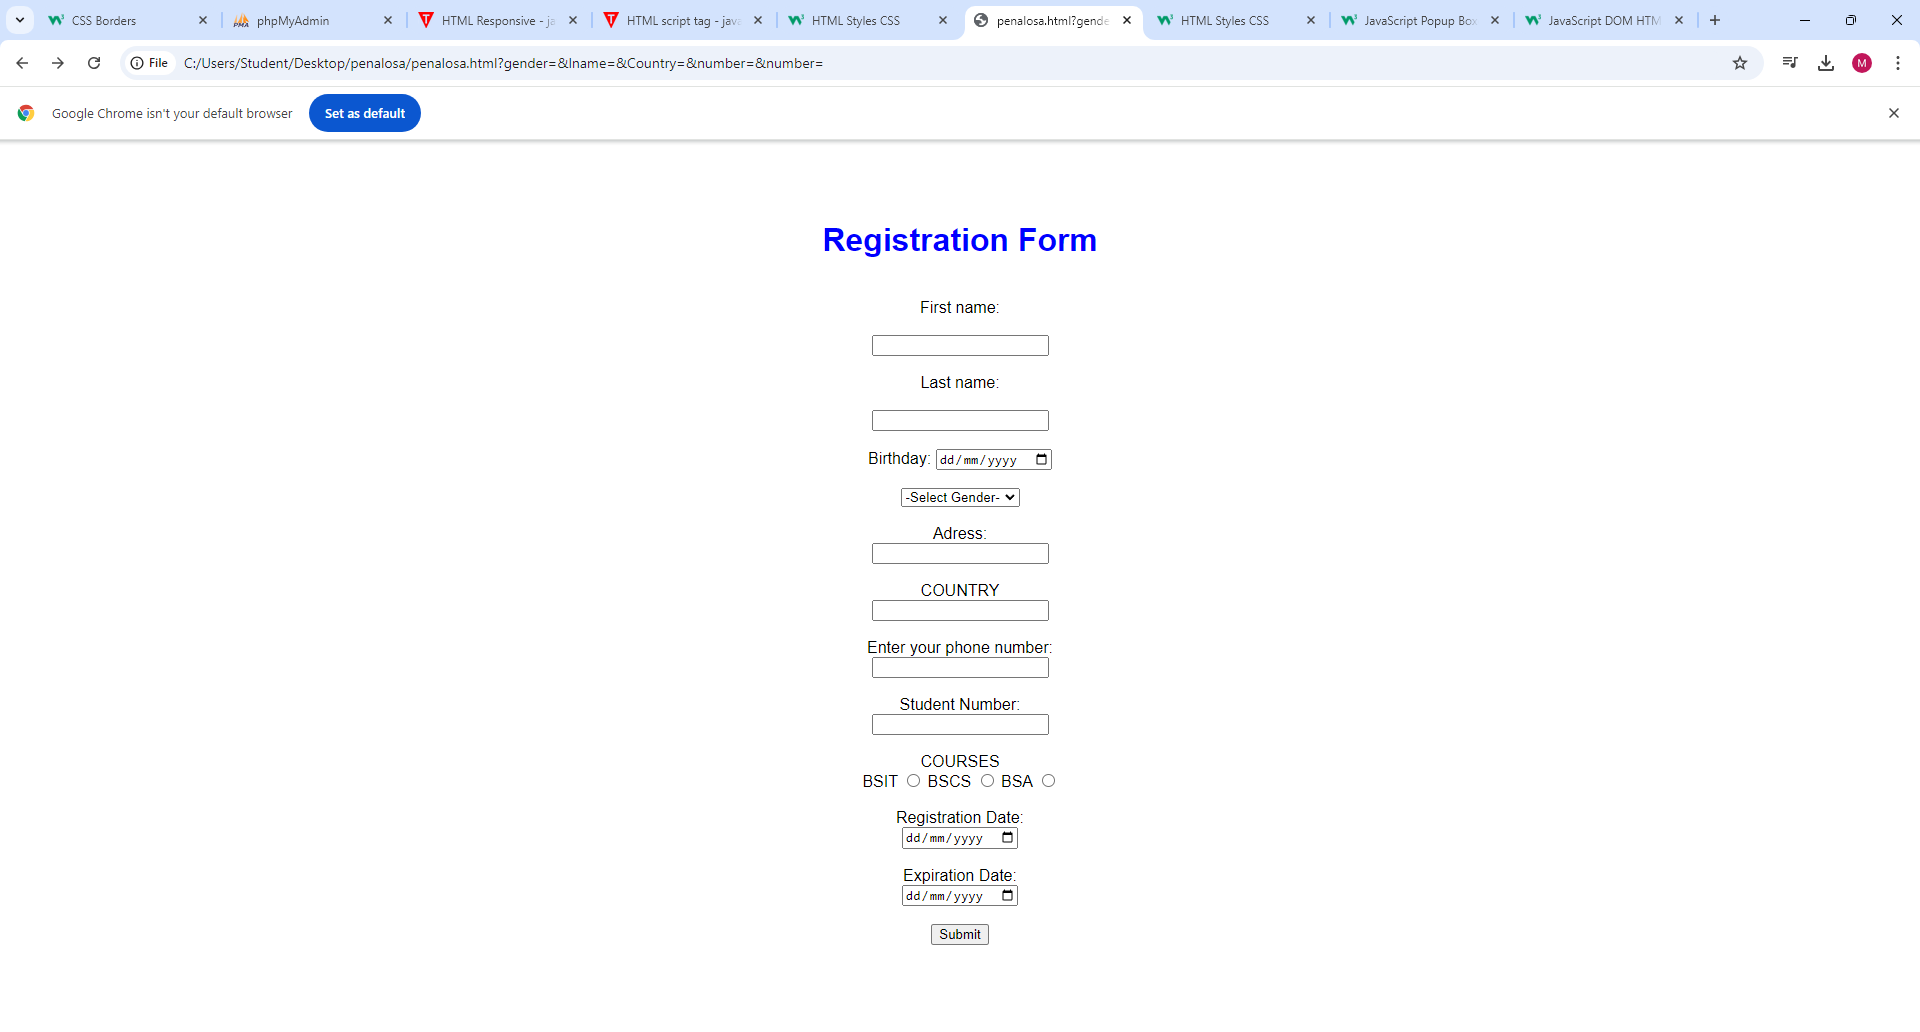 CSS Borders
phpMyAdmin
HTML Responsive - ja
HTML script tag - java
HTML Styles CSS
penalosa.html?gende
HTML Styles CSS
JavaScript Popup Box
JavaScript DOM HTM
File
C:/Users/Student/Desktop/penalosa/penalosa.html?gender=&lname=&Country=&number=&number=
M
Google Chrome isn't your default browser
Set as default
Registration Form
First name:
Last name:
Birthday: dd/mm/yyyy
-Select Gender-
Adress:
COUNTRY
Enter your phone number:
Student Number:
COURSES
BSIT BSCS BSA
Registration Date:
dd/mm/yyyy
Expiration Date:
dd/mm/yyyy
Submit